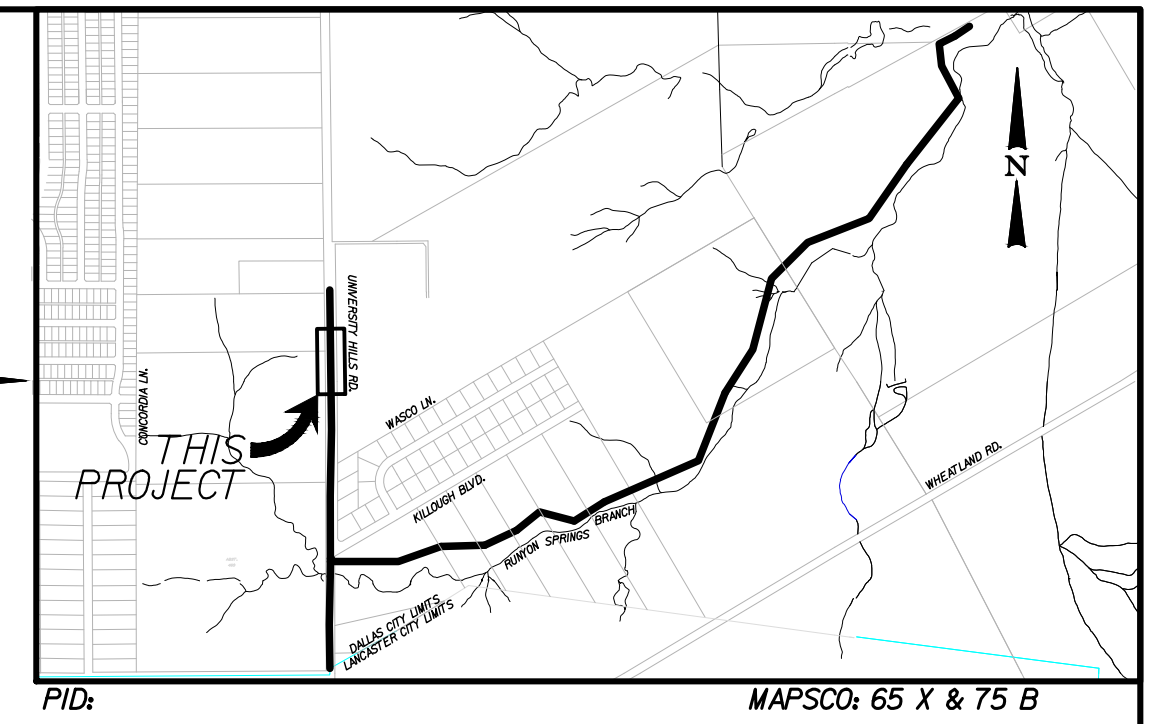 N
UNIVERSITY HILLS RD.
CONCORDIA LN.
WASCO LN.
THIS
PROJECT
KILLOUGH BLVD.
WHEATLAND RD.
RUNYON SPRINGS BRANCH
DALLAS CITY LIMITS
LANCASTER CITY LIMITS
PID:
MAPSCO: 65 X & 75 B